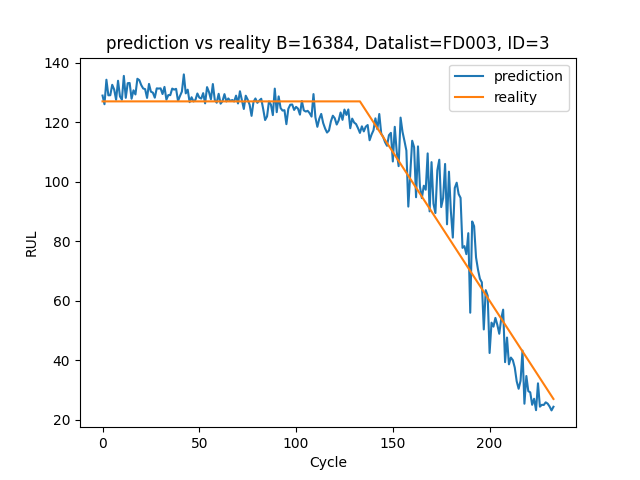 prediction vs reality B=16384, Datalist=FD003, ID=3
prediction
reality
RUL
140
120
100
80
60
40
20
0
50
100
150
200
Cycle